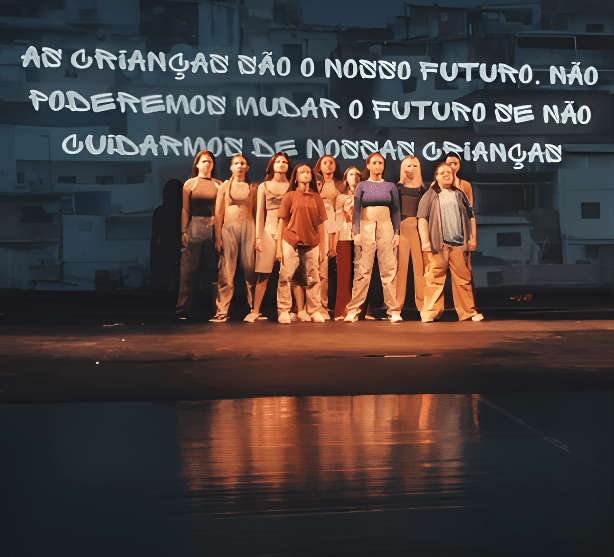 AS CRIANÇAS SÃO O NOSSO FUTURO. NÃO
PODEREMOS MUDAR O FUTURO SE NÃO
CUIDARMOS DE NOSSAS CRIANÇAS